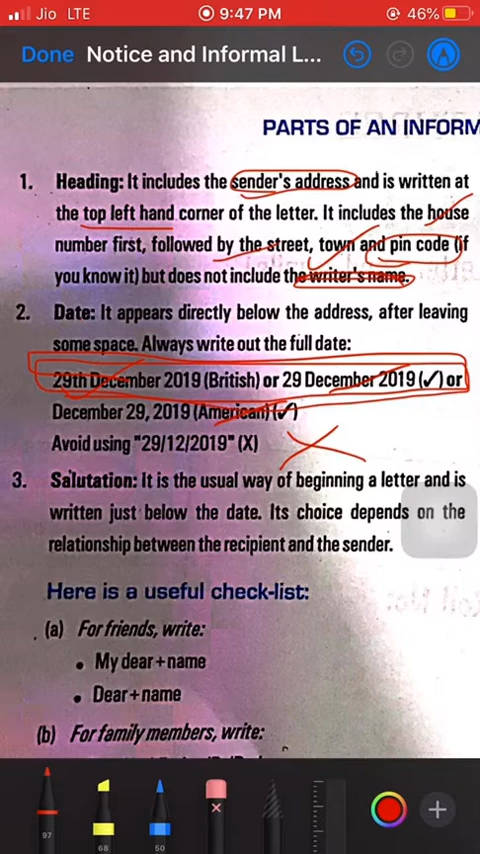 Jio LTE
9:47 PM
46%
Done
Notice and Informal L...
PARTS OF AN INFORM
1. Heading: It includes the sender's address and is written at
the top left hand corner of the letter. It includes the house
number first, followed by the street, town and pin code (if
you know it) but does not include the writer's name.
2. Date: It appears directly below the address, after leaving
some space. Always write out the full date:
29th December 2019 (British) or 29 December 2019 (✓) or
December 29, 2019 (American) (✓)
Avoid using "29/12/2019" (X)
3. Salutation: It is the usual way of beginning a letter and is
written just below the date. Its choice depends on the
relationship between the recipient and the sender.
Here is a useful check-list:
(a) For friends, write:
• My dear+name
• Dear+name
(b) For family members, write:
97
68
50